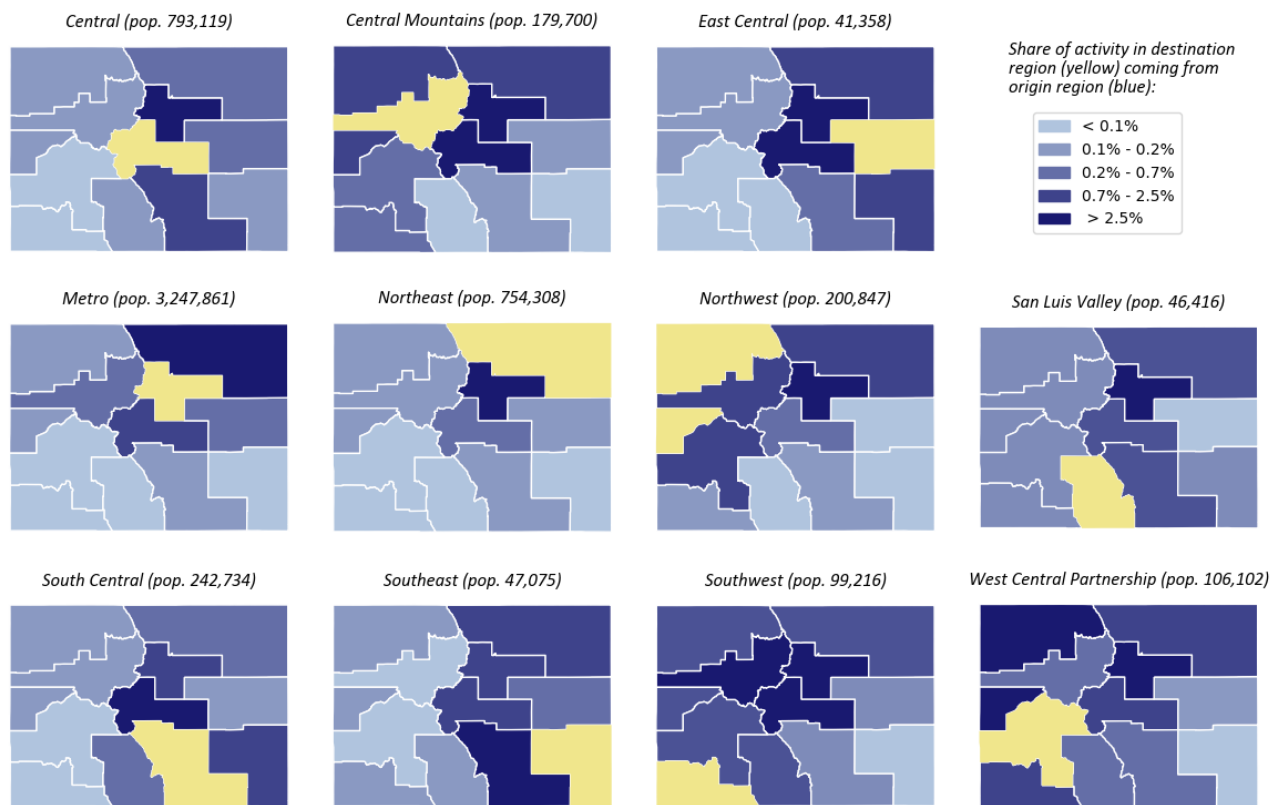 Central (pop. 793,119)
Central Mountains (pop. 179,700)
East Central (pop. 41,358)
Share of activity in destination
region (yellow) coming from
origin region (blue):
< 0.1%
0.1% - 0.2%
0.2% - 0.7%
0.7% - 2.5%
> 2.5%
Metro (pop. 3,247,861)
Northeast (pop. 754,308)
Northwest (pop. 200,847)
San Luis Valley (pop. 46,416)
South Central (pop. 242,734)
Southeast (pop. 47,075)
Southwest (pop. 99,216)
West Central Partnership (pop. 106,102)